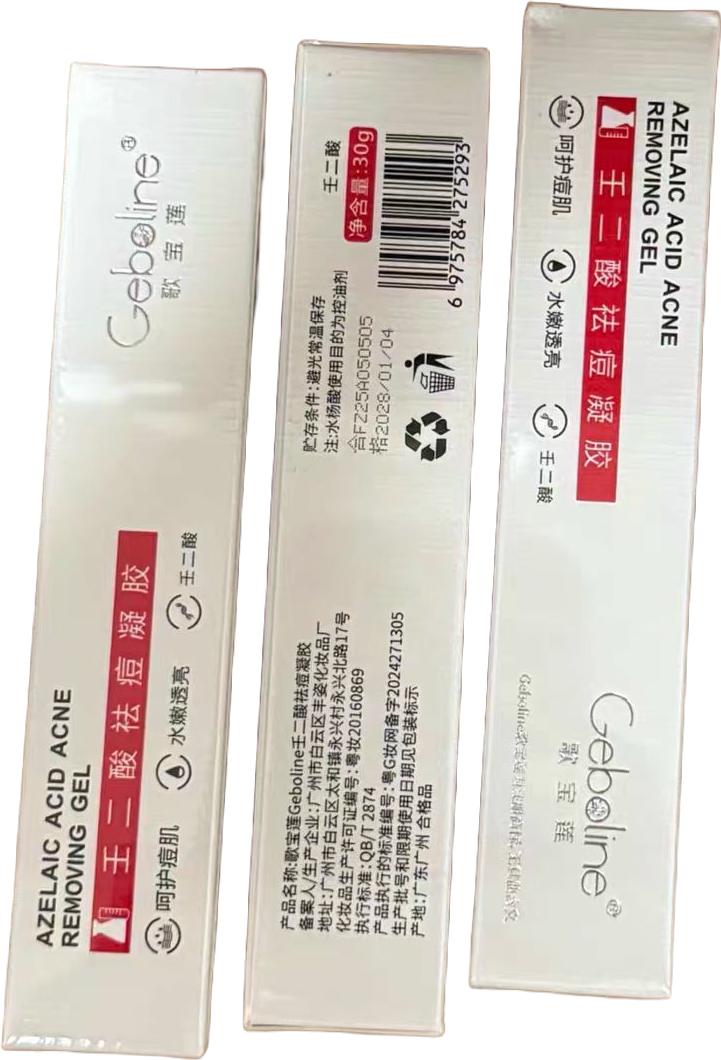 Geboline®
歌宝莲
AZELAIC ACID ACNE
REMOVING GEL
壬二酸祛痘凝胶
呵护痘肌
水嫩透亮
壬二酸
壬二酸
净含量:30g
6 975784 275293
贮存条件:避光常温保存
注:水杨酸使用目的为控油剂
合FZ25A050505
格2028/01/04
产品名称:歌宝莲Geboline壬二酸祛痘凝胶
备案人/生产企业:广州市白云区丰姿化妆品厂
地址:广州市白云区太和镇永兴村永兴北路17号
化妆品生产许可证编号:粤妆20160869
执行标准:QB/T 2874
产品执行的标准编号:粤G妆网备字2024271305
生产批号和限期使用日期见包装标示
产地:广东广州 合格品
AZELAIC ACID ACNE
REMOVING GEL
壬二酸祛痘凝胶
呵护痘肌
水嫩透亮
壬二酸
Geboline®
歌宝莲